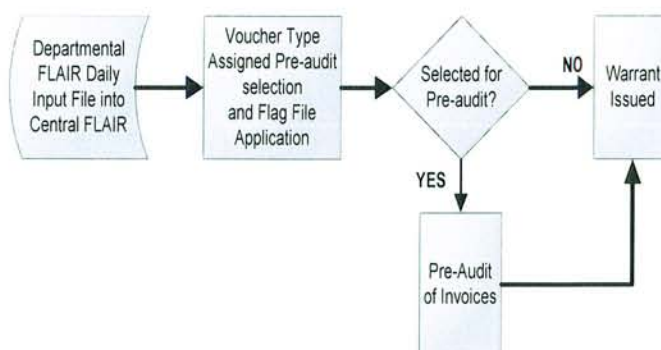 Departmental
FLAIR Daily
Input File into
Central FLAIR
Voucher Type
Assigned Pre-audit
selection
and Flag File
Application
Selected for
Pre-audit?
NO
Warrant
Issued
YES
Pre-Audit
of Invoices